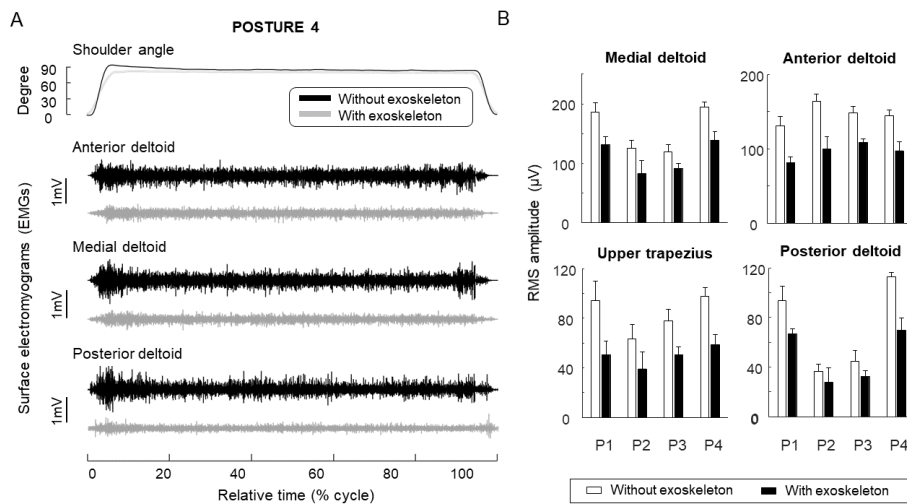 A
POSTURE 4
Shoulder angle
Degree
90
30
0
Without exoskeleton
With exoskeleton
Surface electromyograms (EMGs)
Anterior deltoid
1mV
Medial deltoid
1mV
Posterior deltoid
1mV
0 20 40 60 80 100
Relative time (% cycle)
B
RMS amplitude (µV)
Medial deltoid
200
100
0
Anterior deltoid
200
100
0
Upper trapezius
120
80
40
0
P1 P2 P3 P4
Posterior deltoid
120
80
40
0
P1 P2 P3 P4
Without exoskeleton With exoskeleton